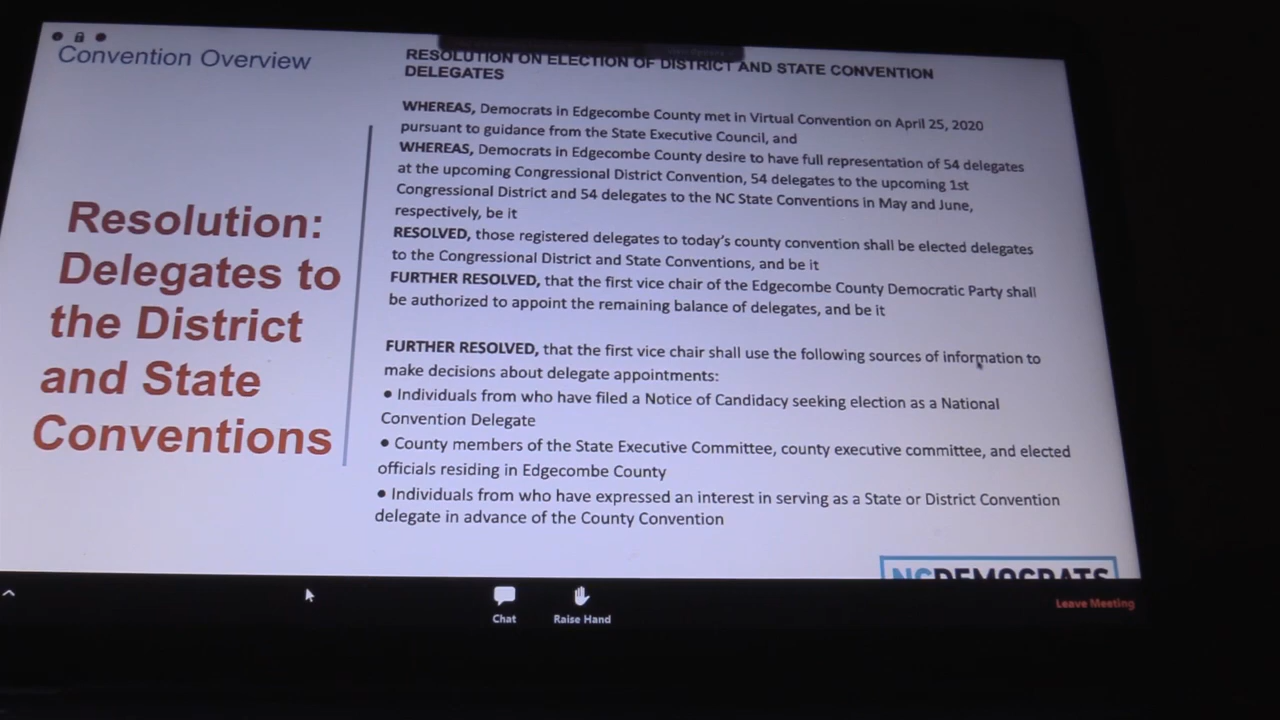 Convention Overview
Resolution:
Delegates to
the District
and State
Conventions
RESOLUTION ON ELECTION OF DISTRICT AND STATE CONVENTION
DELEGATES
WHEREAS, Democrats in Edgecombe County met in Virtual Convention on April 25, 2020
pursuant to guidance from the State Executive Council, and
WHEREAS, Democrats in Edgecombe County desire to have full representation of 54 delegates
at the upcoming Congressional District Convention, 54 delegates to the upcoming 1st
Congressional District and 54 delegates to the NC State Conventions in May and June,
respectively, be it
RESOLVED, those registered delegates to today's county convention shall be elected delegates
to the Congressional District and State Conventions, and be it
FURTHER RESOLVED, that the first vice chair of the Edgecombe County Democratic Party shall
be authorized to appoint the remaining balance of delegates, and be it
FURTHER RESOLVED, that the first vice chair shall use the following sources of information to
make decisions about delegate appointments:
• Individuals from who have filed a Notice of Candidacy seeking election as a National
Convention Delegate
• County members of the State Executive Committee, county executive committee, and elected
officials residing in Edgecombe County
• Individuals from who have expressed an interest in serving as a State or District Convention
delegate in advance of the County Convention
NCDEMOCRATS
Chat
Raise Hand
Leave Meeting